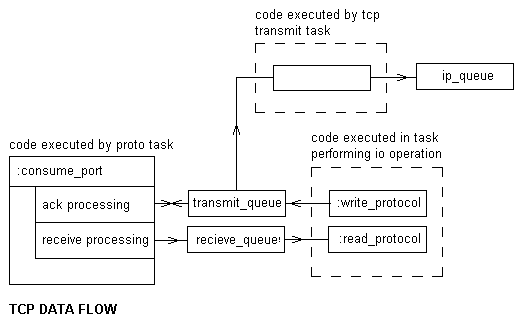 code executed by tcp
transmit task
ip_queue
code executed by proto task
code executed in task
performing io operation
:consume_port
ack processing
transmit_queue
:write_protocol
receive processing
recieve_queue
:read_protocol
TCP DATA FLOW